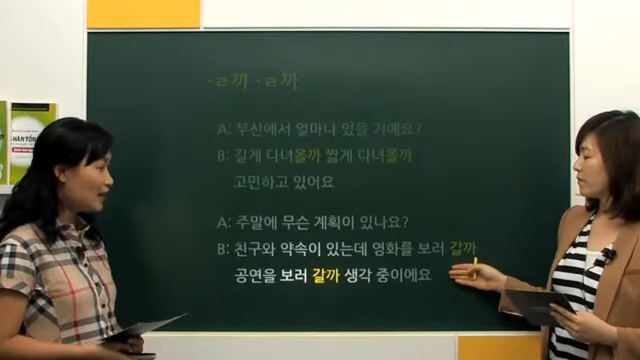 -ㄹ까 -ㄹ까
A: 부산에서 얼마나 있을 거예요?
B: 길게 다녀올까 짧게 다녀올까
고민하고 있어요
A: 주말에 무슨 계획이 있나요?
B: 친구와 약속이 있는데 영화를 보러 갈까
공연을 보러 갈까 생각 중이에요